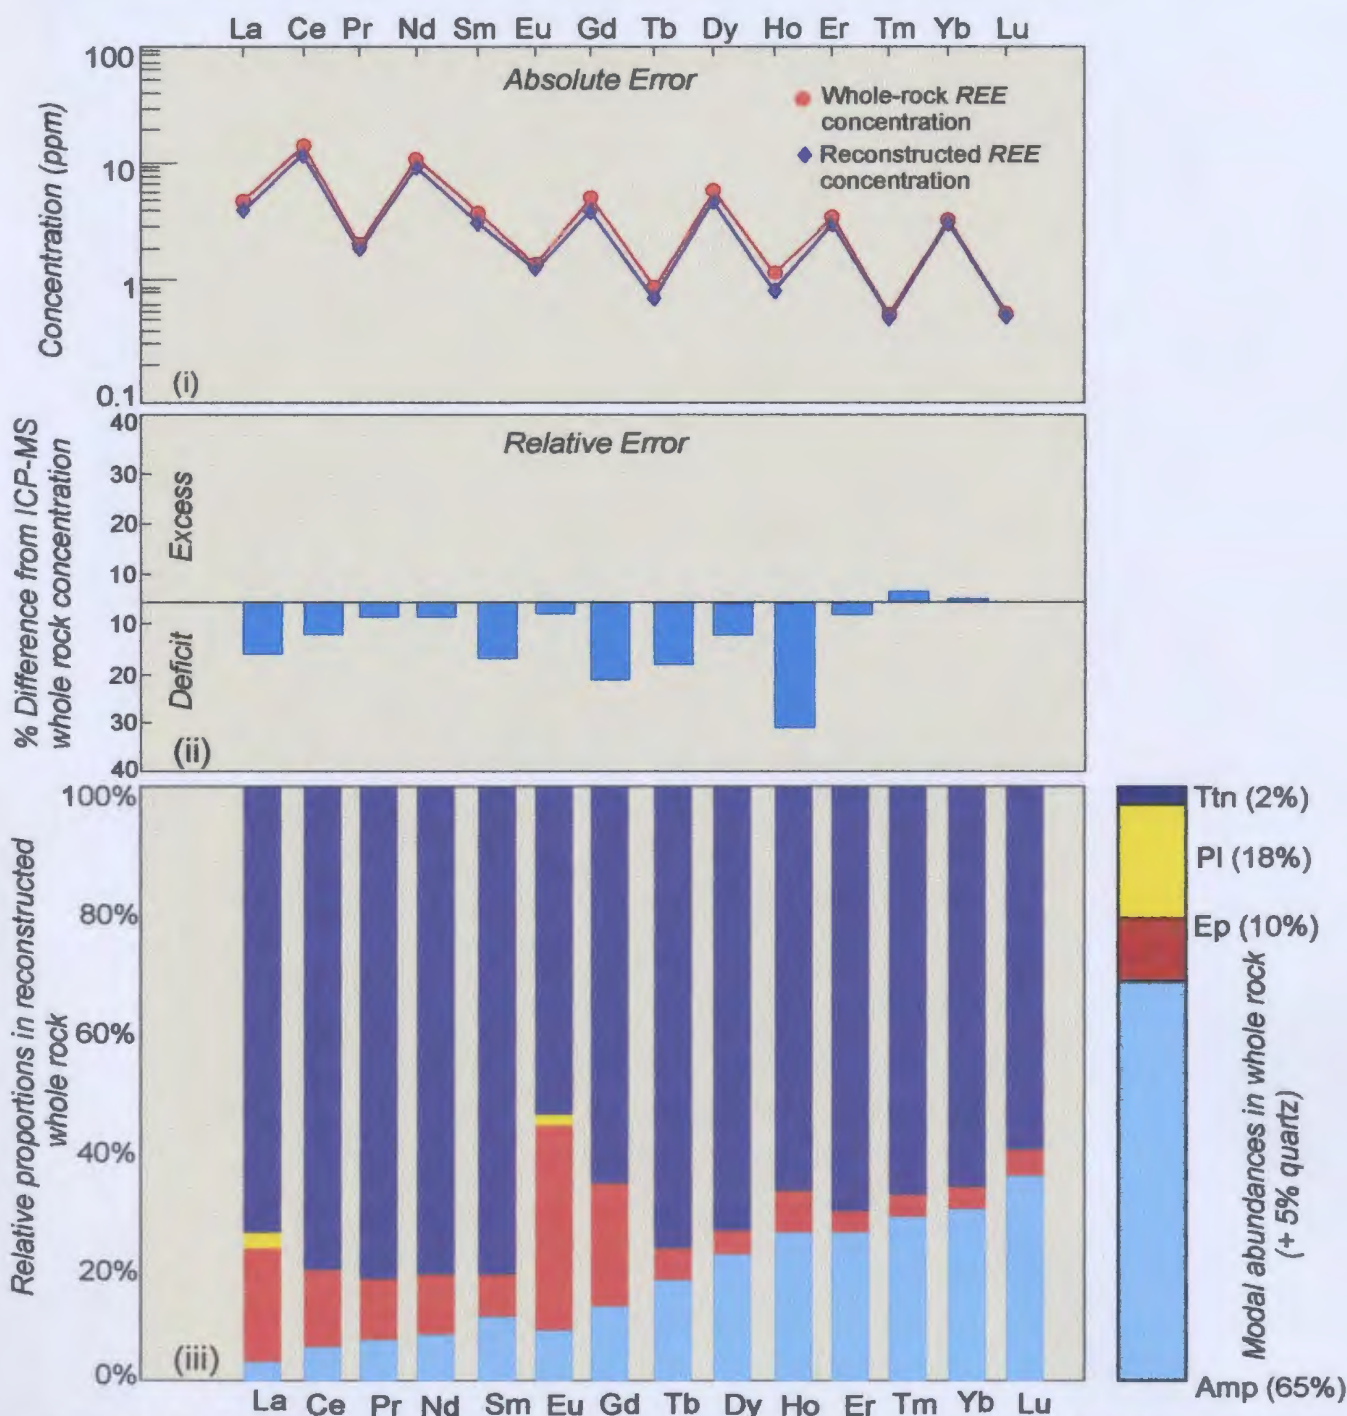 La Ce Pr Nd Sm Eu Gd Tb Dy Ho Er Tm Yb Lu
Absolute Error
Whole-rock REE
concentration
Reconstructed REE
concentration
Concentration (ppm)
100
10
1
0.1
(i)
Relative Error
% Difference from ICP-MS
whole rock concentration
Excess
Deficit
40
30
20
10
10
20
30
40
(ii)
Relative proportions in reconstructed
whole rock
100%
80%
60%
40%
20%
0%
(iii)
La Ce Pr Nd Sm Eu Gd Tb Dy Ho Er Tm Yb Lu
Ttn (2%)
Pl (18%)
Ep (10%)
Modal abundances in whole rock
(+ 5% quartz)
Amp (65%)